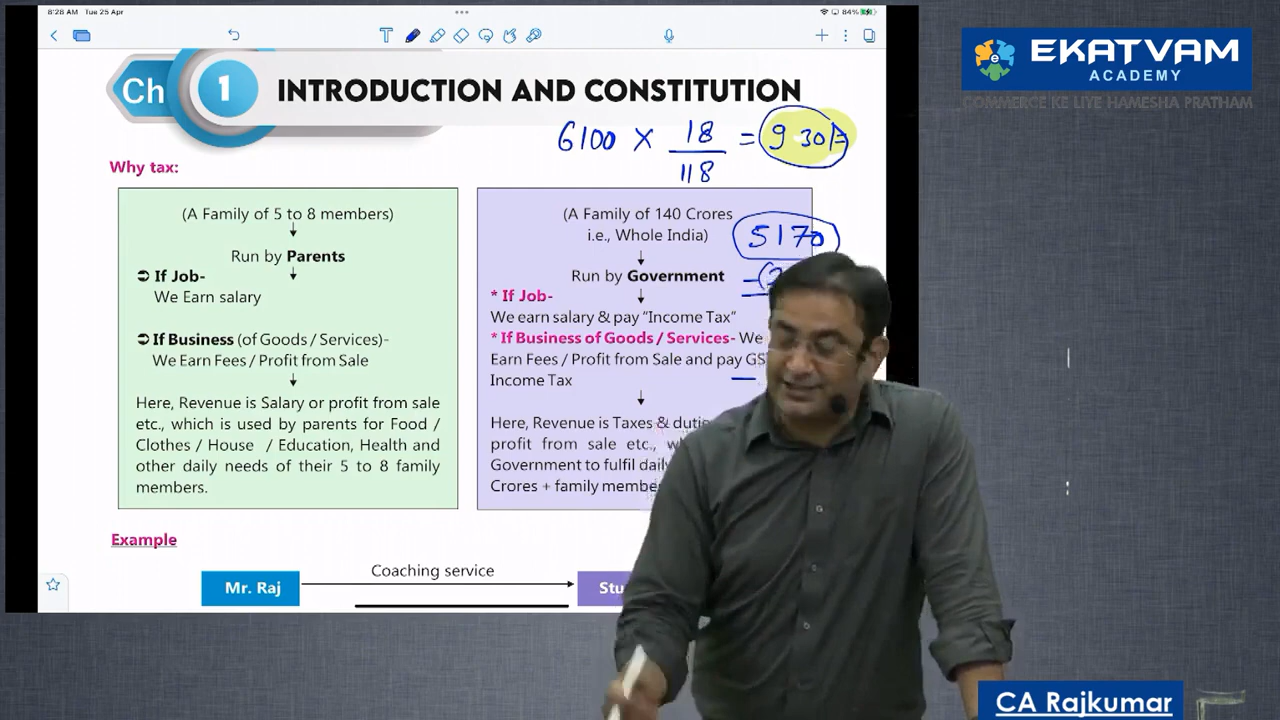 8:28 AM Tue 25 Apr
84%
EKATVAM
ACADEMY
COMMERCE KE LIYE HAMESHA PRATHAM
Ch 1 INTRODUCTION AND CONSTITUTION
6100 × 18/118 = 930/=
Why tax:
(A Family of 5 to 8 members)
Run by Parents
➲ If Job-
We Earn salary
➲ If Business (of Goods / Services)-
We Earn Fees / Profit from Sale
Here, Revenue is Salary or profit from sale
etc., which is used by parents for Food /
Clothes / House / Education, Health and
other daily needs of their 5 to 8 family
members.
(A Family of 140 Crores
i.e., Whole India)
5170
Run by Government
* If Job-
We earn salary & pay “Income Tax”
* If Business of Goods / Services- We
Earn Fees / Profit from Sale and pay
Income Tax
Here, Revenue is Taxes &
profit from sale etc.,
Government to fulfil daily
Crores + family
Example
Mr. Raj
Coaching service
CA Rajkumar